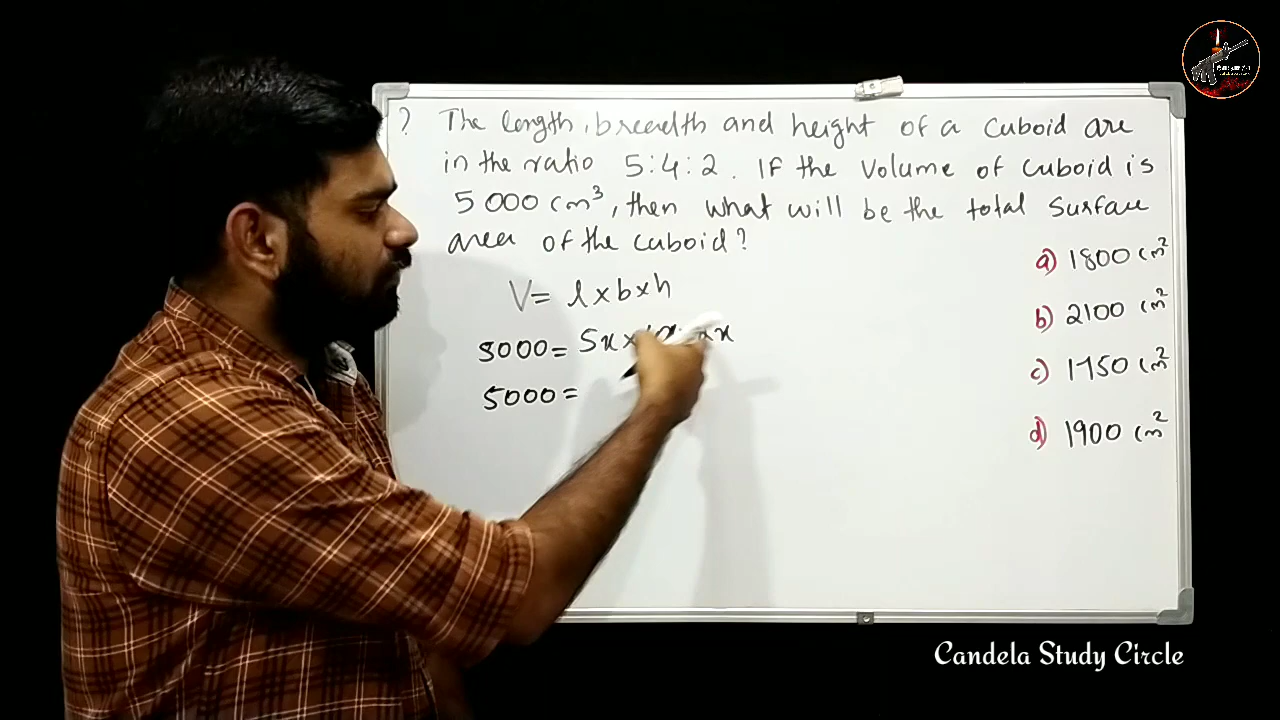 ? The length, breadth and height of a cuboid are
in the ratio 5:4:2. If the Volume of cuboid is
5000 cm³, then what will be the total surface
area of the cuboid?
V= l×b×h
5000= 5x× 2x
5000=
a) 1800 cm²
b) 2100 cm²
c) 1750 cm²
d) 1900 cm²
Candela Study Circle